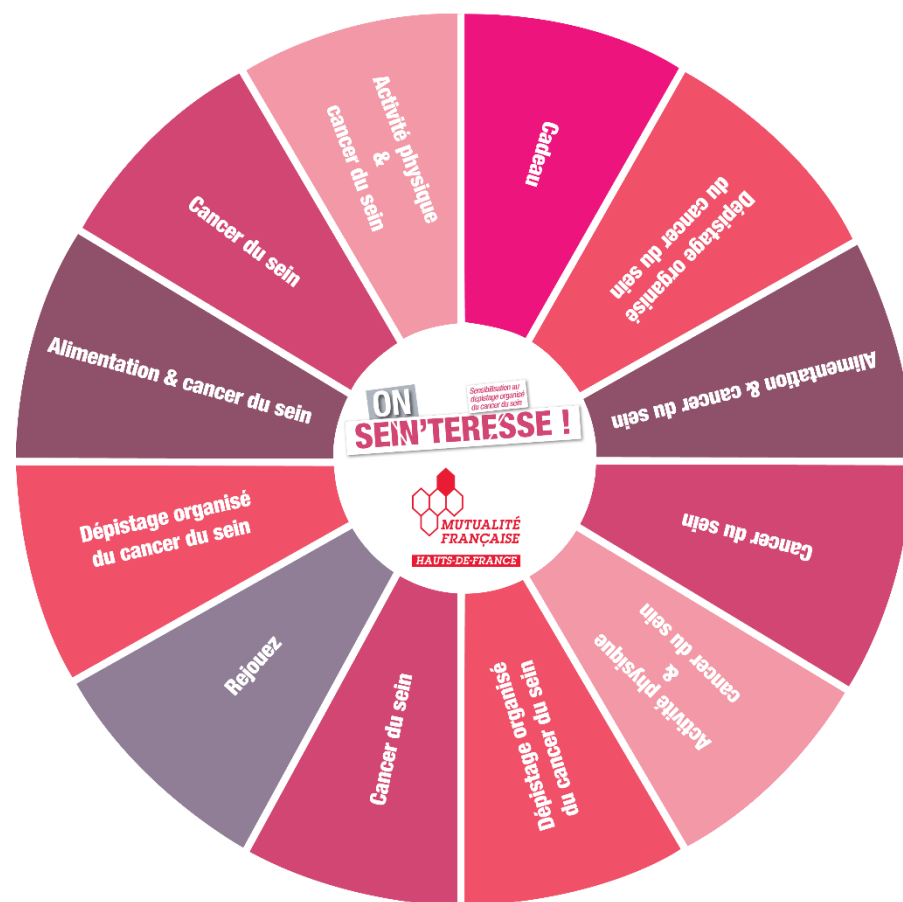 Cadeau
Dépistage organisé
du cancer du sein
Alimentation & cancer du sein
Cancer du sein
Activité physique
&
cancer du sein
Dépistage organisé
du cancer du sein
Cancer du sein
Rejouez
Dépistage organisé
du cancer du sein
Alimentation & cancer du sein
Cancer du sein
Activité physique
&
cancer du sein
ON
Sensibilisation au
dépistage organisé
du cancer du sein
SEIN'TERESSE !
MUTUALITÉ
FRANÇAISE
HAUTS-DE-FRANCE